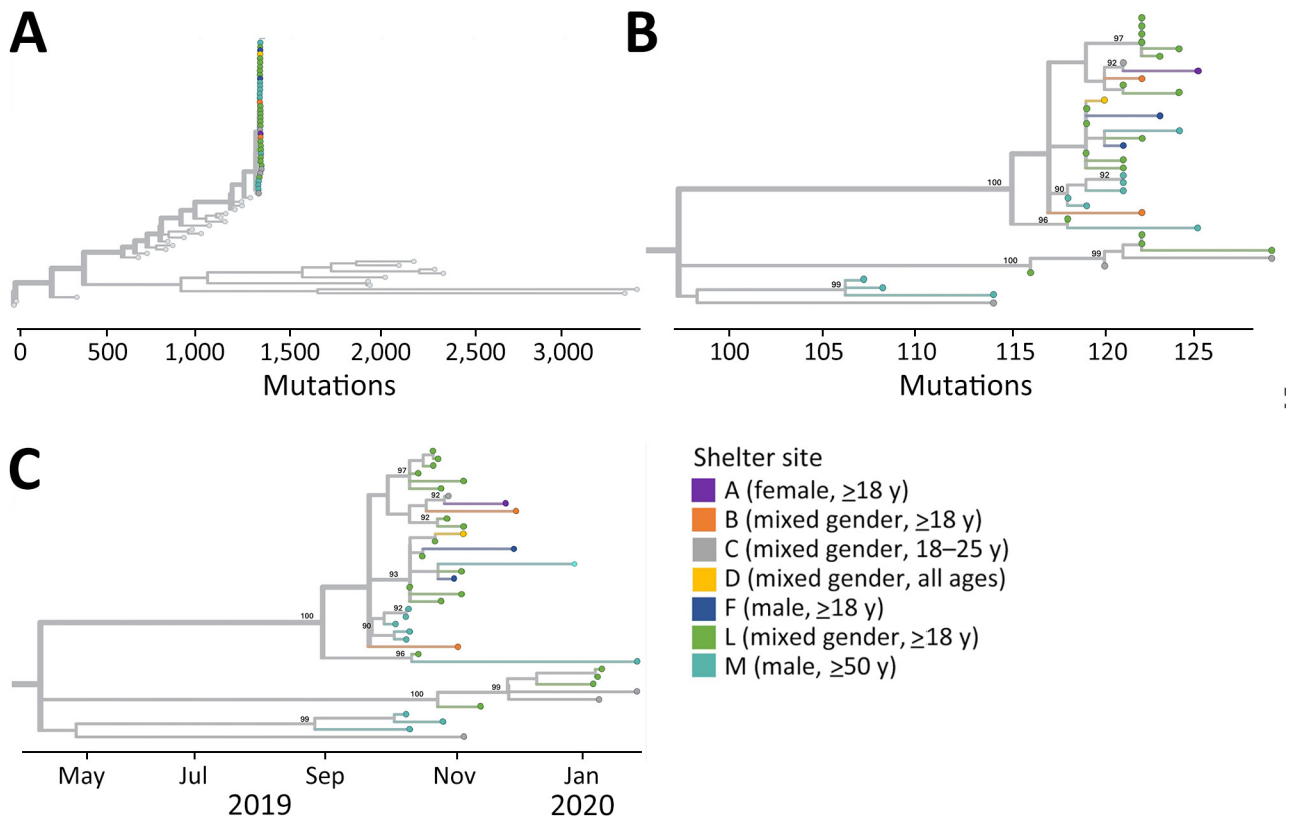 A
0 500 1,000 1,500 2,000 2,500 3,000
Mutations
B
97
92
100
92
90
96
100
99
99
100 105 110 115 120 125
Mutations
C
97
92
92
93
100
92
90
96
99
100
99
May Jul Sep Nov Jan
2019 2020
Shelter site
A (female, ≥18 y)
B (mixed gender, ≥18 y)
C (mixed gender, 18–25 y)
D (mixed gender, all ages)
F (male, ≥18 y)
L (mixed gender, ≥18 y)
M (male, ≥50 y)